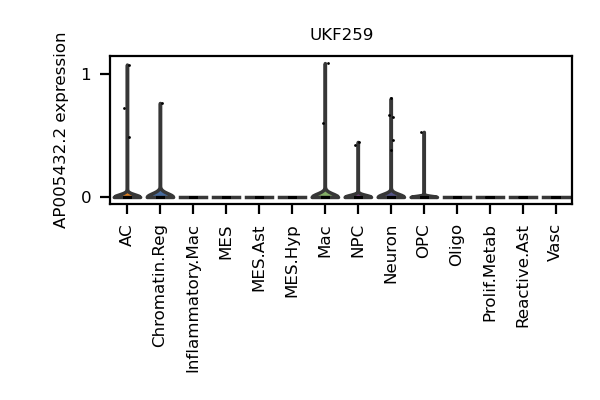 UKF259
AP005432.2 expression
1
0
AC
Chromatin.Reg
Inflammatory.Mac
MES
MES.Ast
MES.Hyp
Mac
NPC
Neuron
OPC
Oligo
Prolif.Metab
Reactive.Ast
Vasc